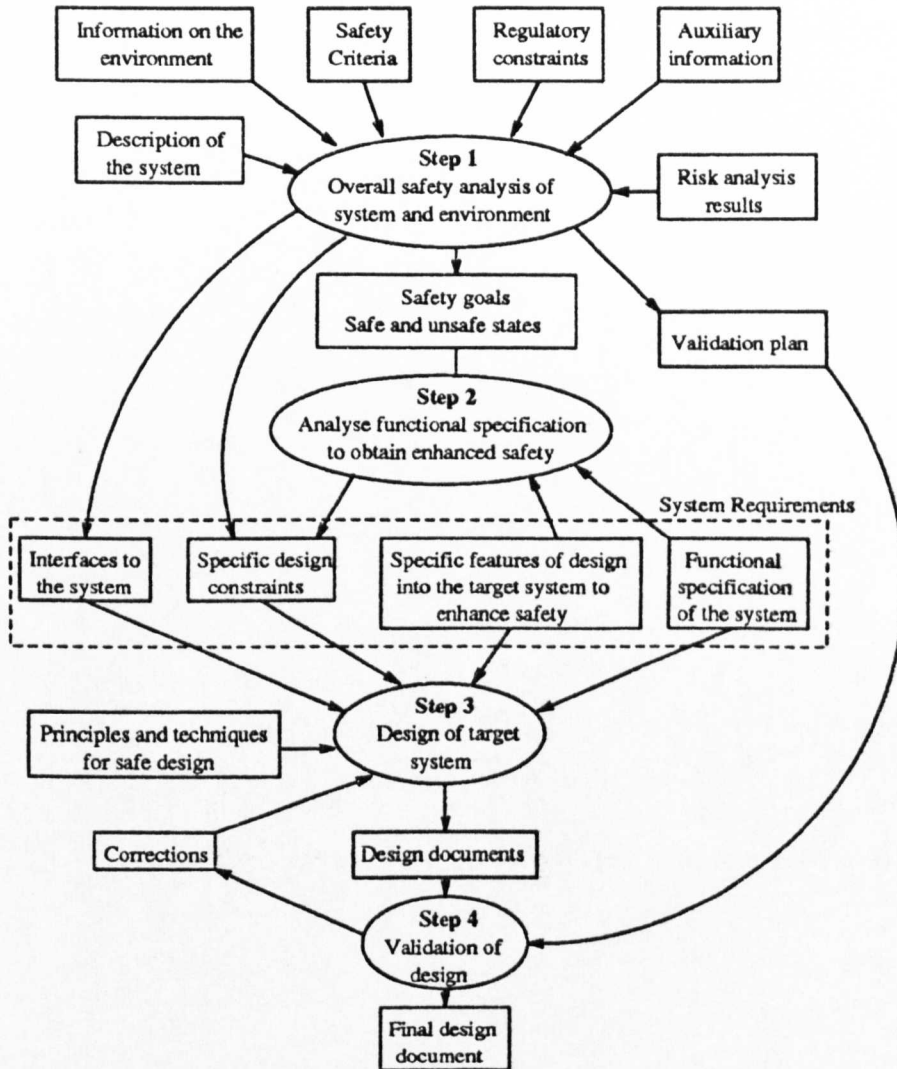 Information on the
environment
Safety
Criteria
Regulatory
constraints
Auxiliary
information
Description of
the system
Step 1
Overall safety analysis of
system and environment
Risk analysis
results
Safety goals
Safe and unsafe states
Validation plan
Step 2
Analyse functional specification
to obtain enhanced safety
System Requirements
Interfaces to
the system
Specific design
constraints
Specific features of design
into the target system to
enhance safety
Functional
specification
of the system
Step 3
Design of target
system
Principles and techniques
for safe design
Corrections
Design documents
Step 4
Validation of
design
Final design
document